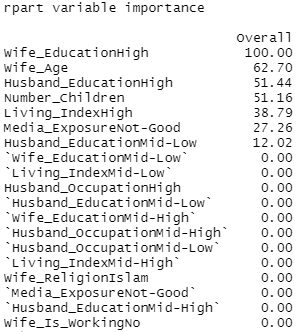 rpart variable importance
Overall
Wife_EducationHigh 100.00
Wife_Age 62.70
Husband_EducationHigh 51.44
Number_Children 51.16
Living_IndexHigh 38.79
Media_ExposureNot-Good 27.26
Husband_EducationMid-Low 12.02
`Wife_EducationMid-Low` 0.00
`Living_IndexMid-Low` 0.00
Husband_OccupationHigh 0.00
`Husband_EducationMid-Low` 0.00
`Wife_EducationMid-High` 0.00
`Husband_OccupationMid-High` 0.00
`Husband_OccupationMid-Low` 0.00
`Living_IndexMid-High` 0.00
Wife_ReligionIslam 0.00
`Media_ExposureNot-Good` 0.00
`Husband_EducationMid-High` 0.00
Wife_Is_WorkingNo 0.00